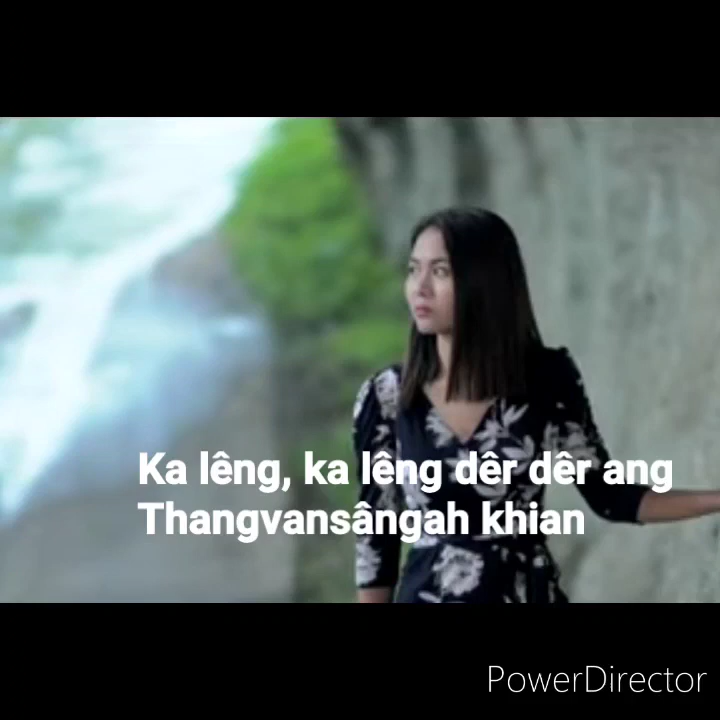 Ka lêng, ka lêng dêr dêr ang
Thangvansângah khian
PowerDirector